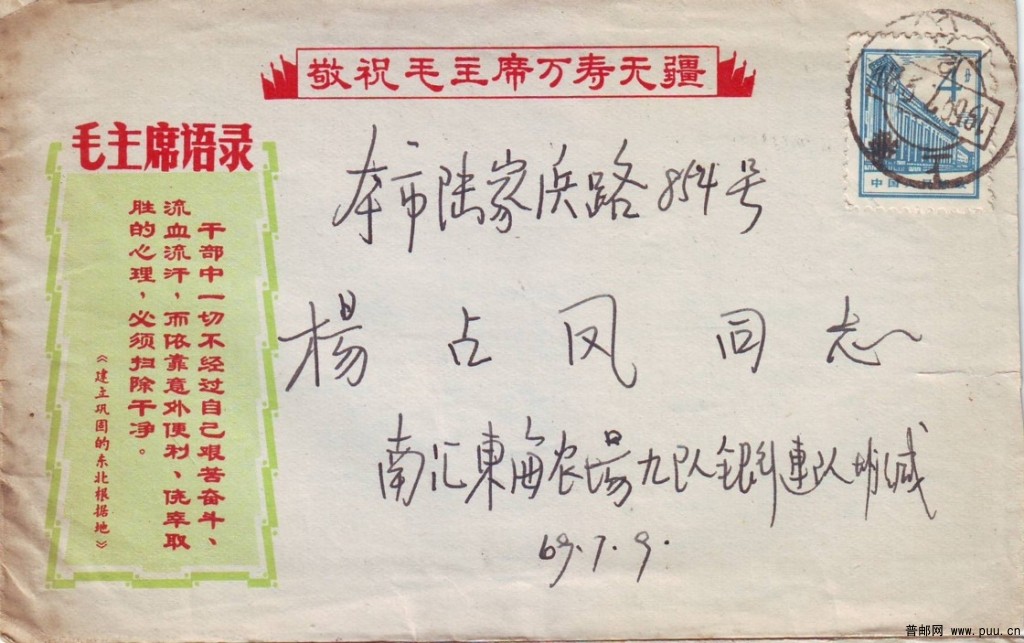 敬祝毛主席万寿无疆
毛主席语录
干部中一切不经过自己艰苦奋斗、
流血流汗，而依靠意外便利、侥幸取
胜的心理，必须扫除干净。
《建立巩固的东北根据地》
4分
中国人民邮政
本市陆家浜路854号
楊占凤同志
南汇東海农场九队 連队 缄
69.7.9.
普邮网 www.puu.cn